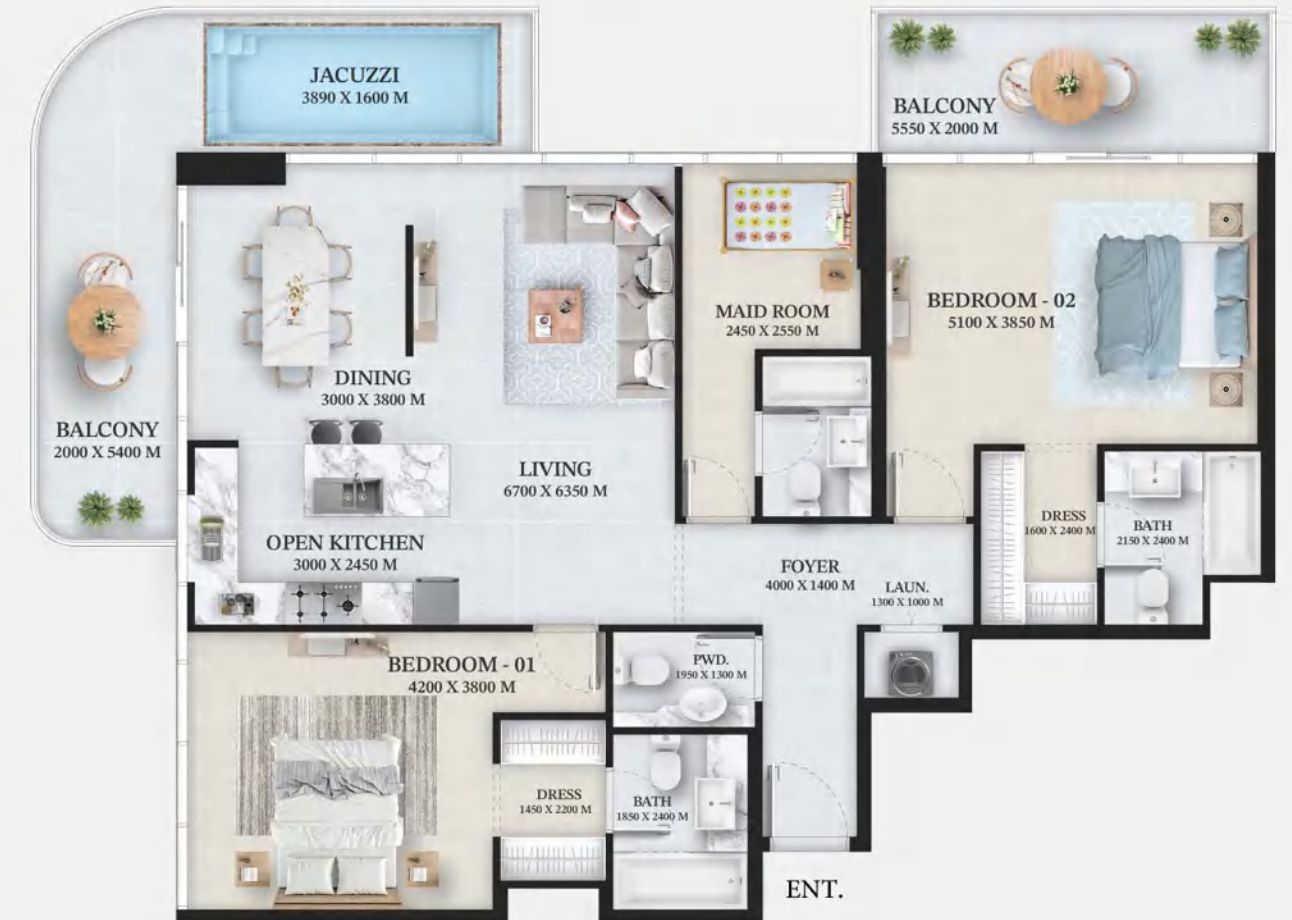 JACUZZI
3890 X 1600 M
BALCONY
5550 X 2000 M
MAID ROOM
2450 X 2550 M
BEDROOM - 02
5100 X 3850 M
DINING
3000 X 3800 M
BALCONY
2000 X 5400 M
LIVING
6700 X 6350 M
DRESS
1600 X 2400 M
BATH
2150 X 2400 M
OPEN KITCHEN
3000 X 2450 M
FOYER
4000 X 1400 M
LAUN.
1300 X 1000 M
BEDROOM - 01
4200 X 3800 M
PWD.
1950 X 1300 M
DRESS
1450 X 2200 M
BATH
1850 X 2400 M
ENT.